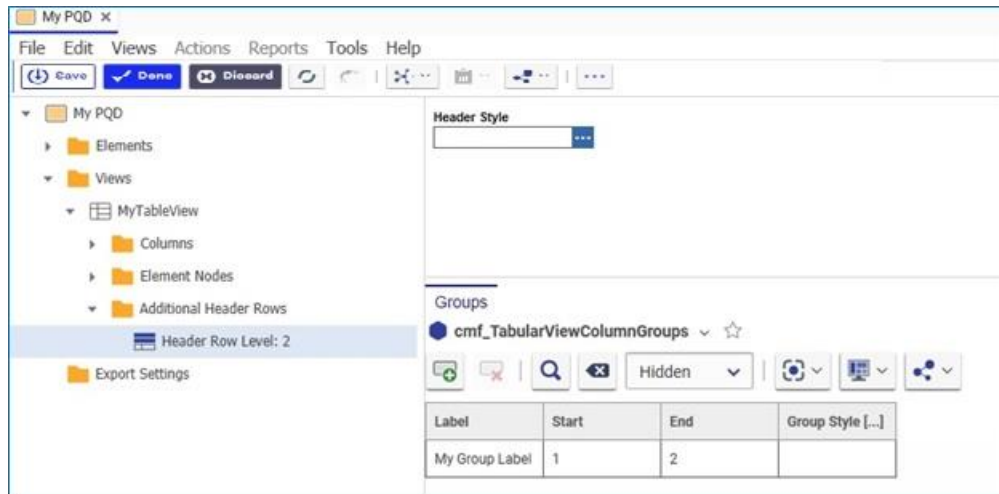 My PQD ×
File Edit Views Actions Reports Tools Help
Save Done Discard
My PQD
Elements
Views
MyTableView
Columns
Element Nodes
Additional Header Rows
Header Row Level: 2
Export Settings
Header Style
Groups
cmf_TabularViewColumnGroups
Hidden
Label Start End Group Style [...]
My Group Label 1 2